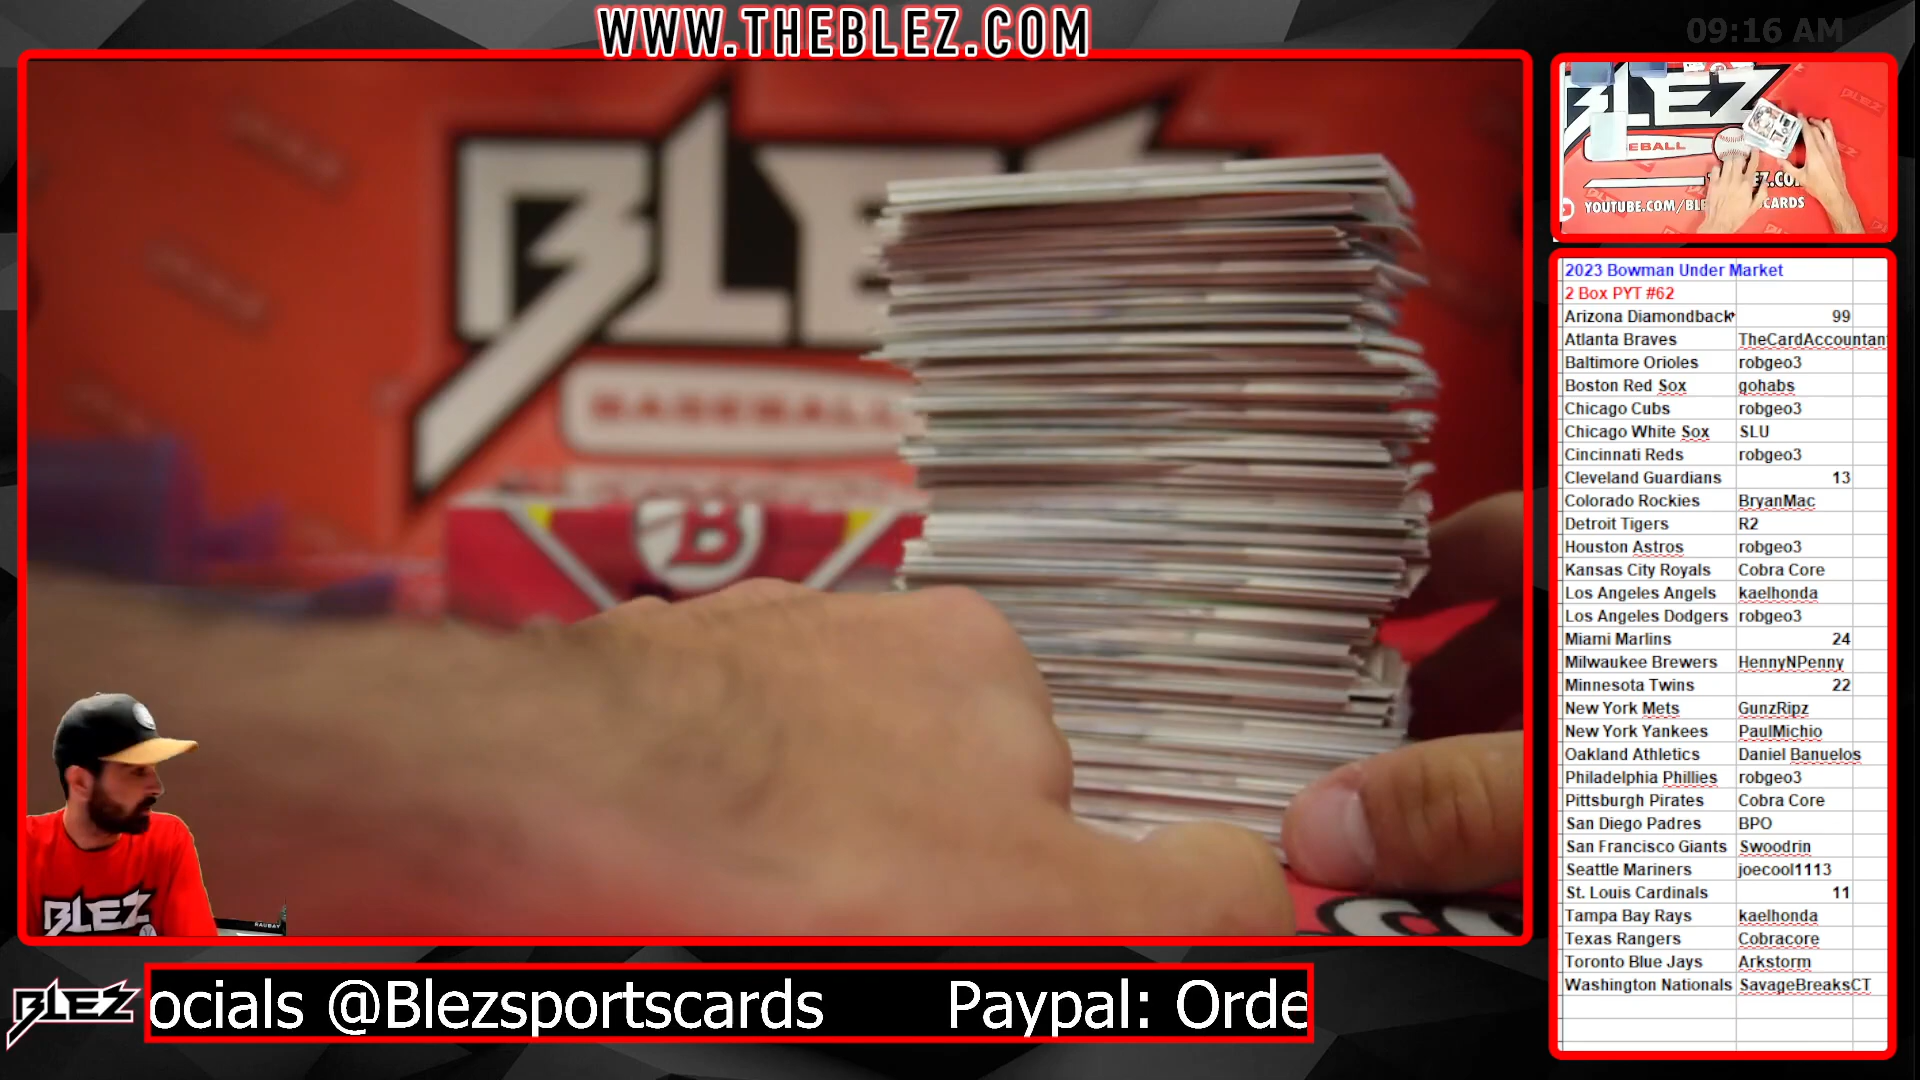 WWW.THEBLEZ.COM
09:16 AM
BLEZ
BASEBALL
B
BLEZ
EBALL
YOUTUBE.COM/BLE
CARDS
2023 Bowman Under Market
2 Box PYT #62
Arizona Diamondback 99
Atlanta Braves TheCardAccountan
Baltimore Orioles robgeo3
Boston Red Sox gohabs
Chicago Cubs robgeo3
Chicago White Sox SLU
Cincinnati Reds robgeo3
Cleveland Guardians 13
Colorado Rockies BryanMac
Detroit Tigers R2
Houston Astros robgeo3
Kansas City Royals Cobra Core
Los Angeles Angels kaelhonda
Los Angeles Dodgers robgeo3
Miami Marlins 24
Milwaukee Brewers HennyNPenny
Minnesota Twins 22
New York Mets GunzRipz
New York Yankees PaulMichio
Oakland Athletics Daniel Banuelos
Philadelphia Phillies robgeo3
Pittsburgh Pirates Cobra Core
San Diego Padres BPO
San Francisco Giants Swoodrin
Seattle Mariners joecool1113
St. Louis Cardinals 11
Tampa Bay Rays kaelhonda
Texas Rangers Cobracore
Toronto Blue Jays Arkstorm
Washington Nationals SavageBreaksCT
BLEZ
BLEZ
ocials @Blezsportscards Paypal: Orde